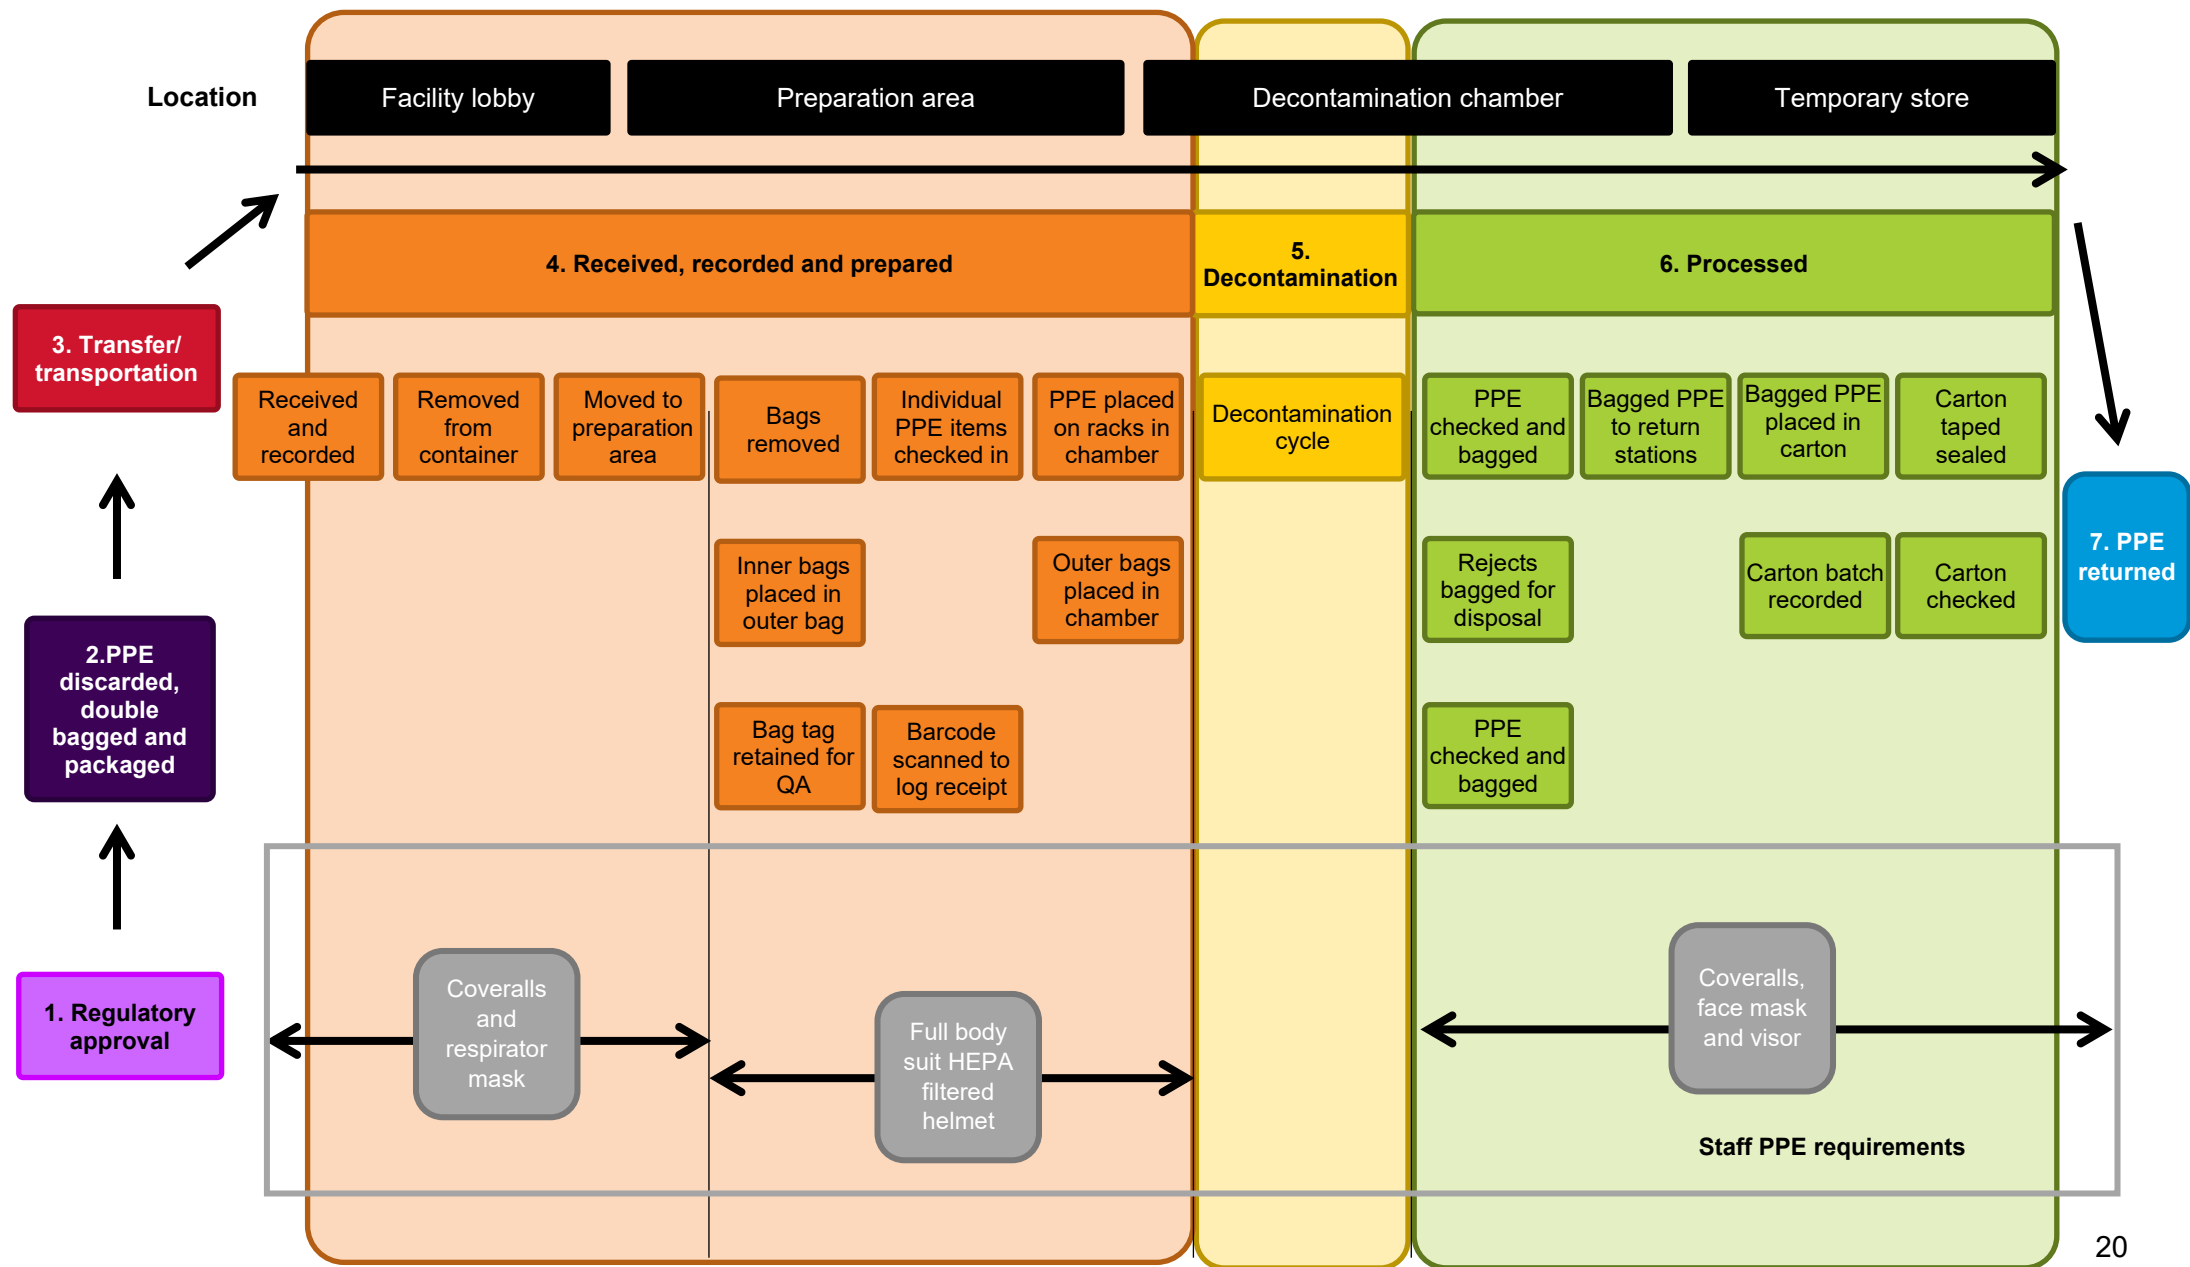 Location
Facility lobby
Preparation area
Decontamination chamber
Temporary store
4. Received, recorded and prepared
5.
Decontamination
6. Processed
3. Transfer/
transportation
Received
and
recorded
Removed
from
container
Moved to
preparation
area
Bags
removed
Individual
PPE items
checked in
PPE placed
on racks in
chamber
Decontamination
cycle
PPE
checked and
bagged
Bagged PPE
to return
stations
Bagged PPE
placed in
carton
Carton
taped
sealed
Inner bags
placed in
outer bag
Outer bags
placed in
chamber
Rejects
bagged for
disposal
Carton batch
recorded
Carton
checked
7. PPE
returned
2.PPE
discarded,
double
bagged and
packaged
Bag tag
retained for
QA
Barcode
scanned to
log receipt
PPE
checked and
bagged
1. Regulatory
approval
Coveralls
and
respirator
mask
Full body
suit HEPA
filtered
helmet
Coveralls,
face mask
and visor
Staff PPE requirements
20